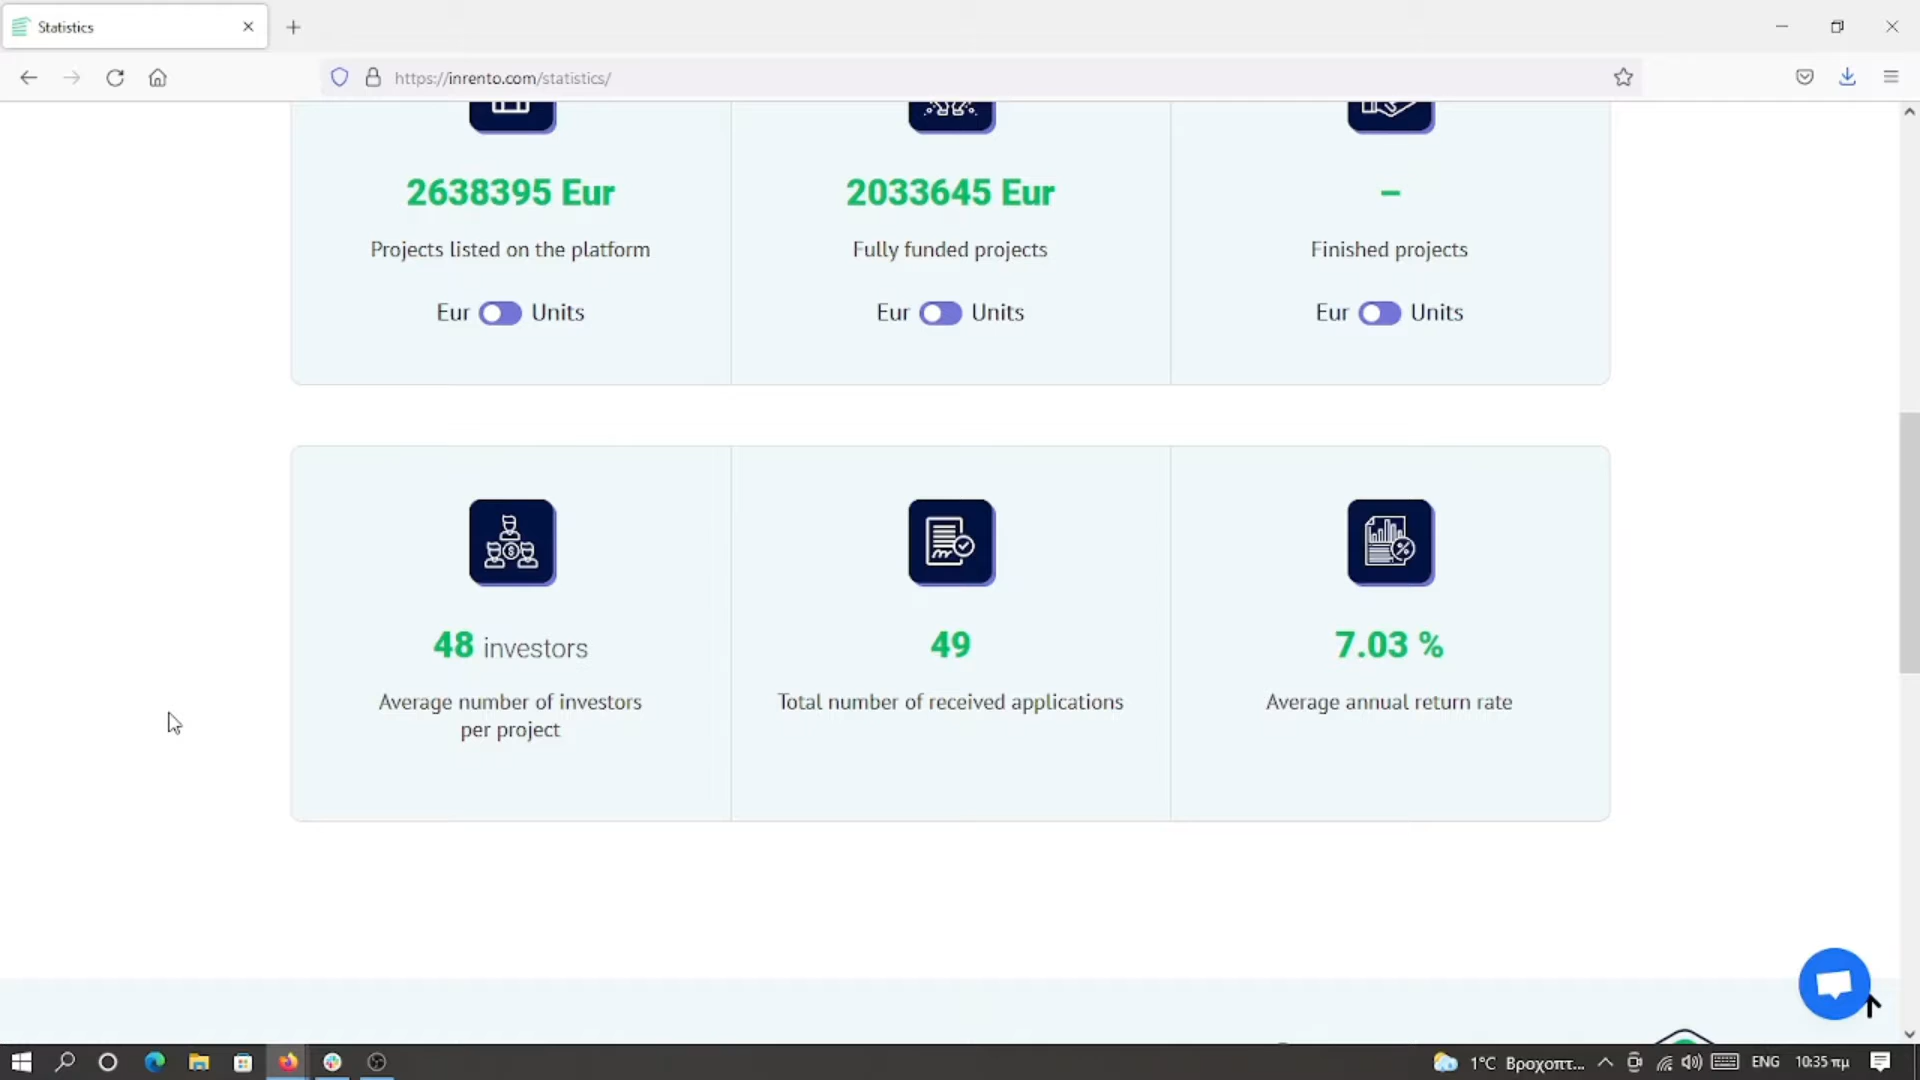 Statistics
https://inrento.com/statistics/
2638395 Eur
2033645 Eur
–
Projects listed on the platform
Fully funded projects
Finished projects
Eur Units
Eur Units
Eur Units
48 investors
49
7.03 %
Average number of investors
per project
Total number of received applications
Average annual return rate
1°C Βροχοπτ... ENG 10:35 πμ